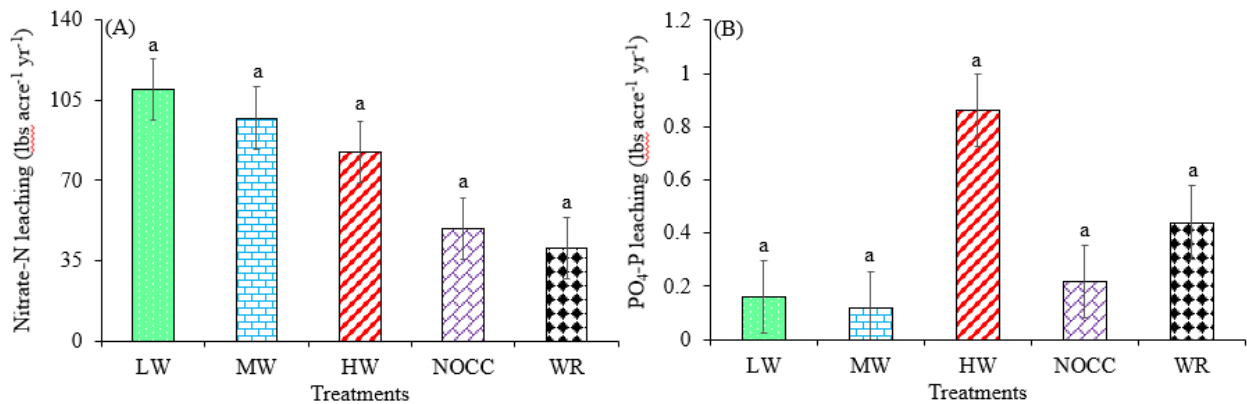 (A)
Nitrate-N leaching (lbs acre⁻¹ yr⁻¹)
140
105
70
35
0
a
a
a
a
a
LW MW HW NOCC WR
Treatments
(B)
PO₄-P leaching (lbs acre⁻¹ yr⁻¹)
1.2
1
0.8
0.6
0.4
0.2
0
a
a
a
a
a
LW MW HW NOCC WR
Treatments